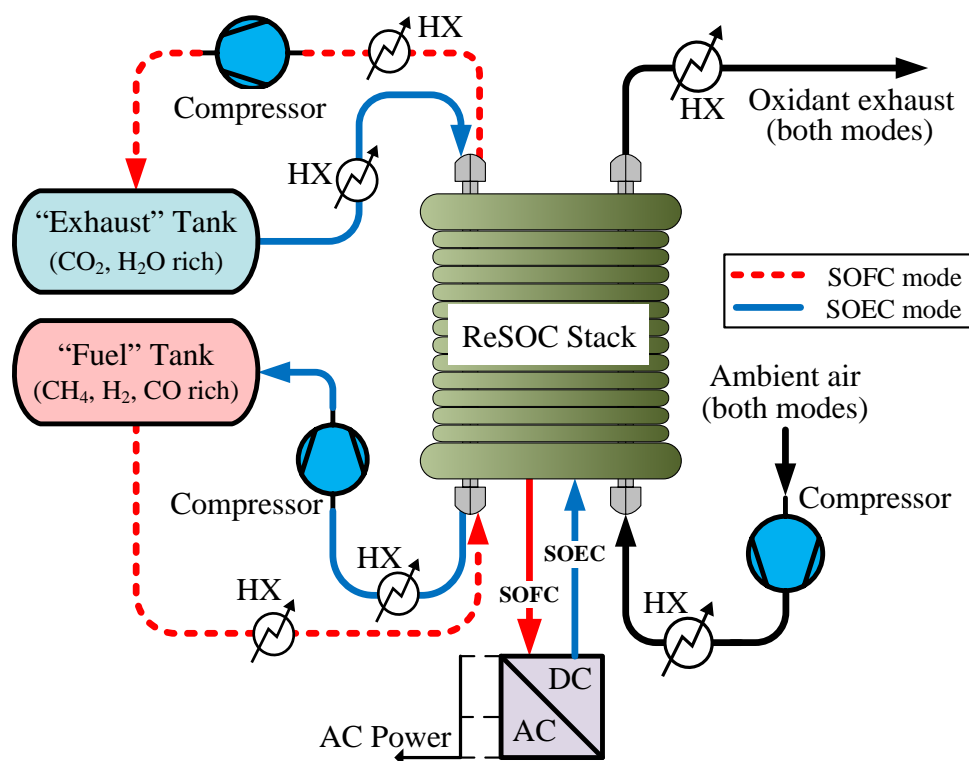 Compressor
HX
HX
HX
Oxidant exhaust
(both modes)
“Exhaust” Tank
(CO₂, H₂O rich)
SOFC mode
SOEC mode
ReSOC Stack
“Fuel” Tank
(CH₄, H₂, CO rich)
Ambient air
(both modes)
Compressor
Compressor
HX
HX
HX
SOEC
SOFC
DC
AC
AC Power